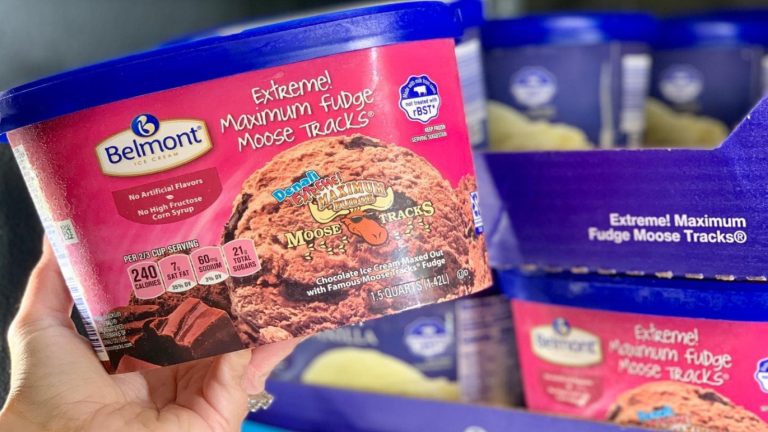 Extreme!
Maximum Fudge
Moose Tracks®
not treated with
rBST*
KEEP FROZEN
SERVING SUGGESTION
Belmont®
ICE CREAM
No Artificial Flavors
No High Fructose
Corn Syrup
Denali
extreme!
MAXIMUM
FUDGE
MOOSE TRACKS
PER 2/3 CUP SERVING
240
CALORIES
7g
SAT FAT
35% DV
60mg
SODIUM
3% DV
21g
TOTAL
SUGARS
Chocolate Ice Cream Maxed Out
with Famous Moose Tracks® Fudge
1.5 QUARTS (1.42L)
Extreme! Maximum
Fudge Moose Tracks®
VANILLA
Belmont
Extreme!
Maximum Fudge
Moose Tracks®
Denali